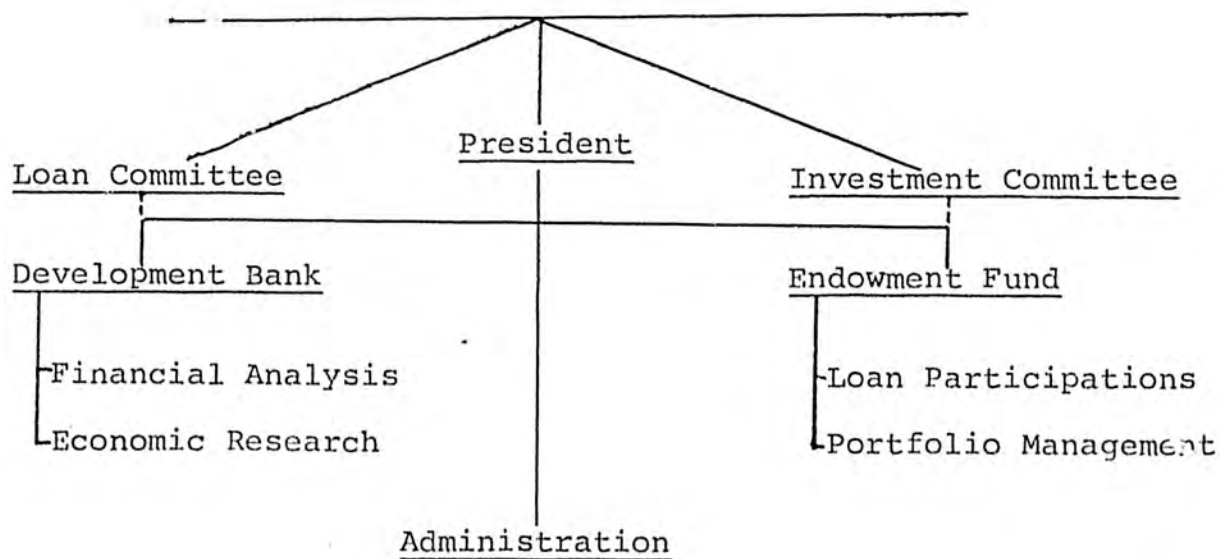 President
Loan Committee
Investment Committee
Development Bank
Endowment Fund
Financial Analysis
Loan Participations
Economic Research
Portfolio Management
Administration